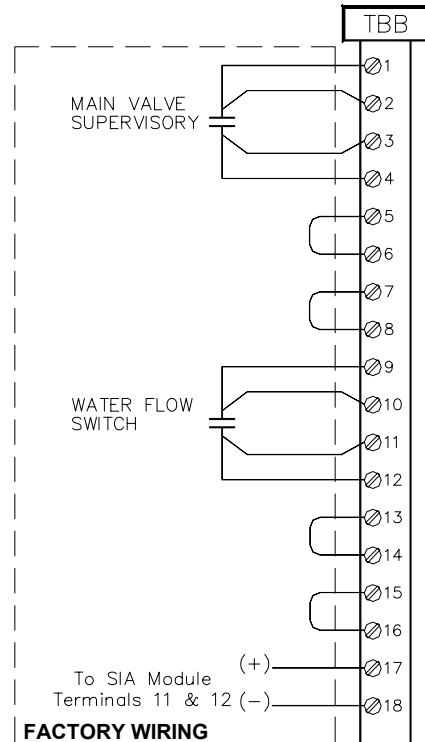 TBB
1
MAIN VALVE
SUPERVISORY
2
3
4
5
6
7
8
9
WATER FLOW
SWITCH
10
11
12
13
14
15
16
To SIA Module
Terminals 11 & 12
(+)
17
(−)
18
FACTORY WIRING